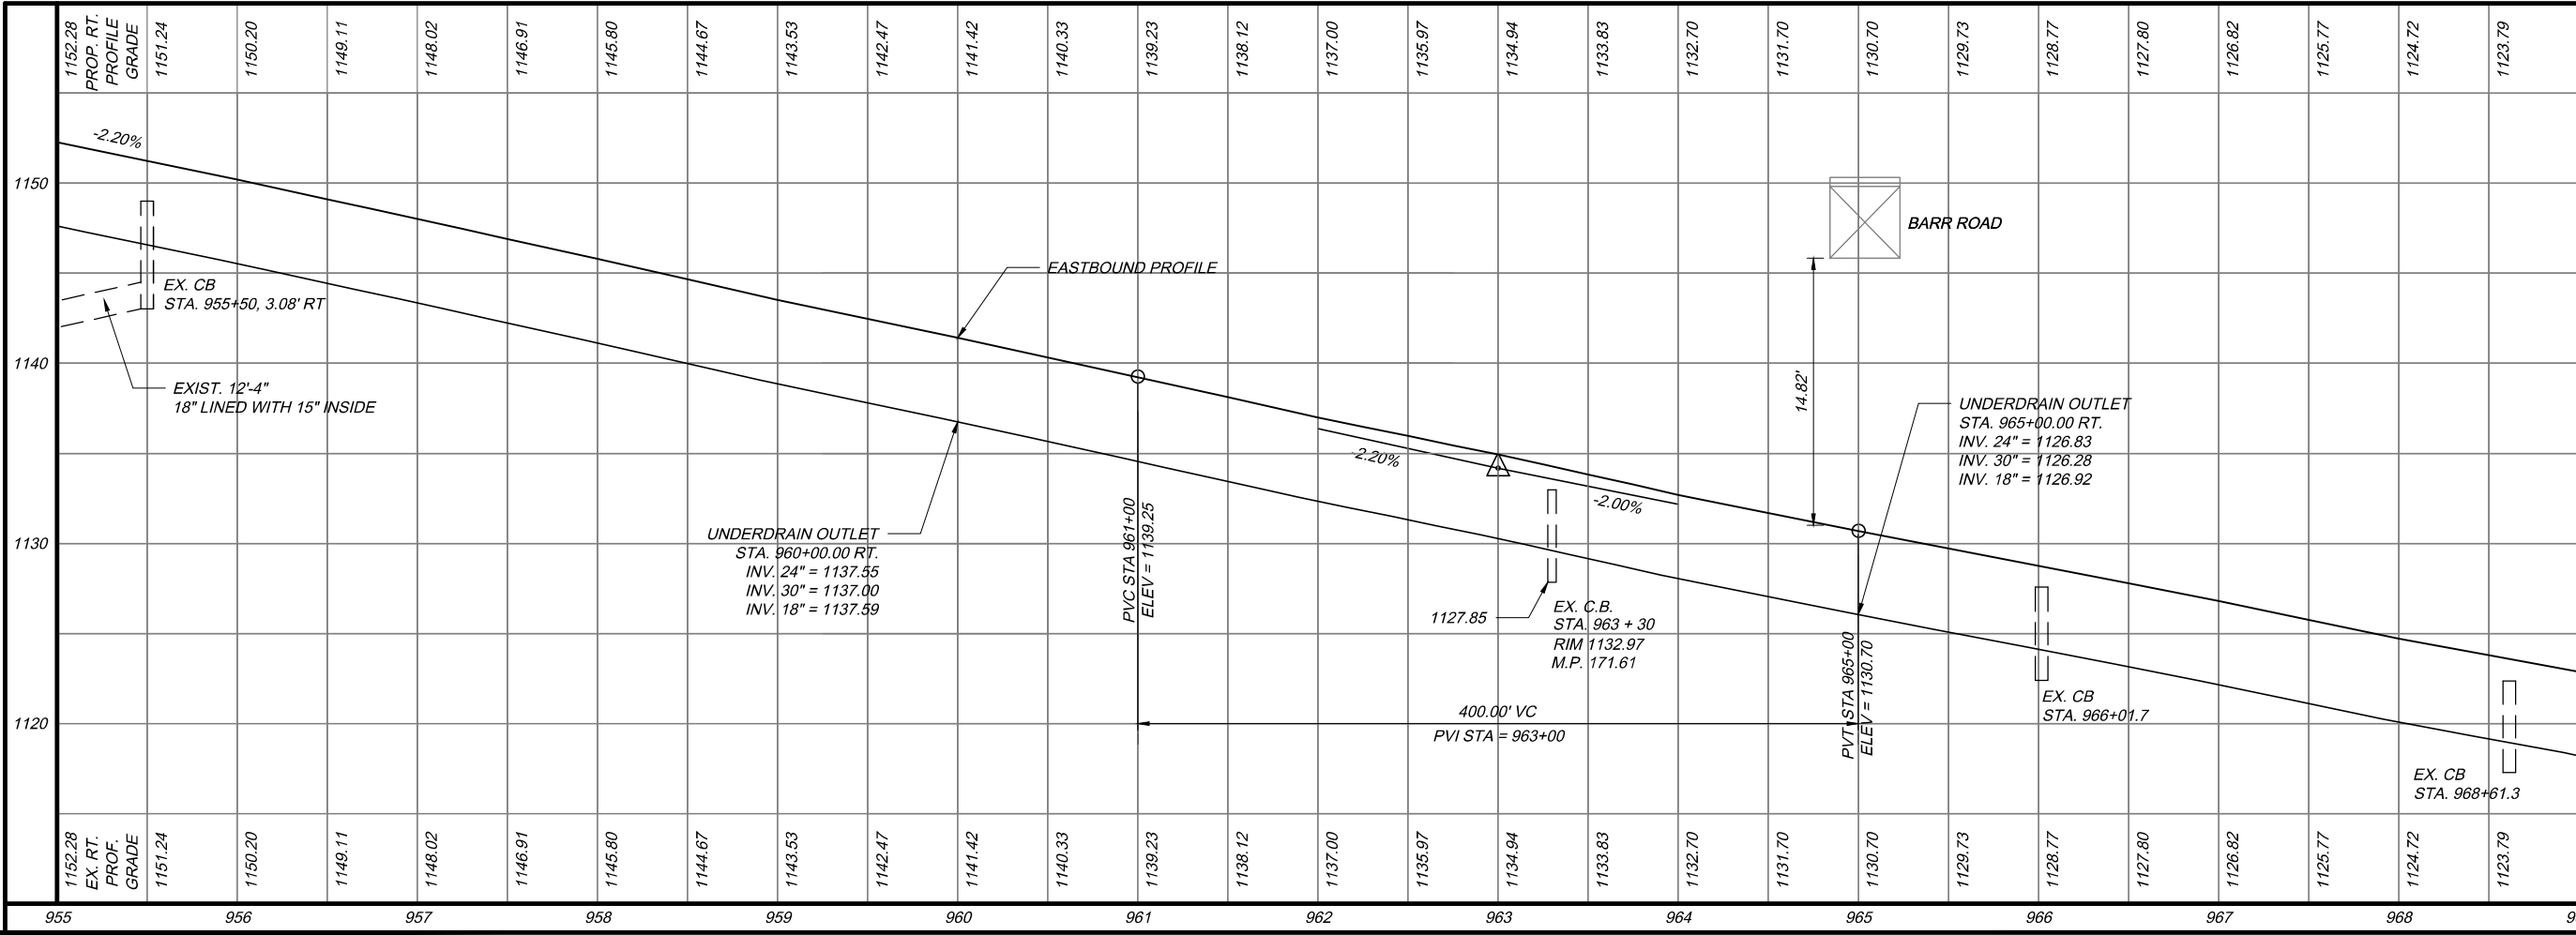 1152.28
PROP. RT.
PROFILE
GRADE
1151.24
1150.20
1149.11
1148.02
1146.91
1145.80
1144.67
1143.53
1142.47
1141.42
1140.33
1139.23
1138.12
1137.00
1135.97
1134.94
1133.83
1132.70
1131.70
1130.70
1129.73
1128.77
1127.80
1126.82
1125.77
1124.72
1123.79
-2.20%
1150
BARR ROAD
EASTBOUND PROFILE
EX. CB
STA. 955+50, 3.08' RT
1140
EXIST. 12'-4"
18" LINED WITH 15" INSIDE
14.82'
UNDERDRAIN OUTLET
STA. 965+00.00 RT.
INV. 24" = 1126.83
INV. 30" = 1126.28
INV. 18" = 1126.92
-2.20%
-2.00%
1130
UNDERDRAIN OUTLET
STA. 960+00.00 RT.
INV. 24" = 1137.55
INV. 30" = 1137.00
INV. 18" = 1137.59
PVC STA 961+00
ELEV = 1139.25
1127.85
EX. C.B.
STA. 963 + 30
RIM 1132.97
M.P. 171.61
PVT STA 965+00
ELEV = 1130.70
EX. CB
STA. 966+01.7
1120
400.00' VC
PVI STA = 963+00
EX. CB
STA. 968+61.3
1152.28
EX. RT.
PROF.
GRADE
1151.24
1150.20
1149.11
1148.02
1146.91
1145.80
1144.67
1143.53
1142.47
1141.42
1140.33
1139.23
1138.12
1137.00
1135.97
1134.94
1133.83
1132.70
1131.70
1130.70
1129.73
1128.77
1127.80
1126.82
1125.77
1124.72
1123.79
955
956
957
958
959
960
961
962
963
964
965
966
967
968